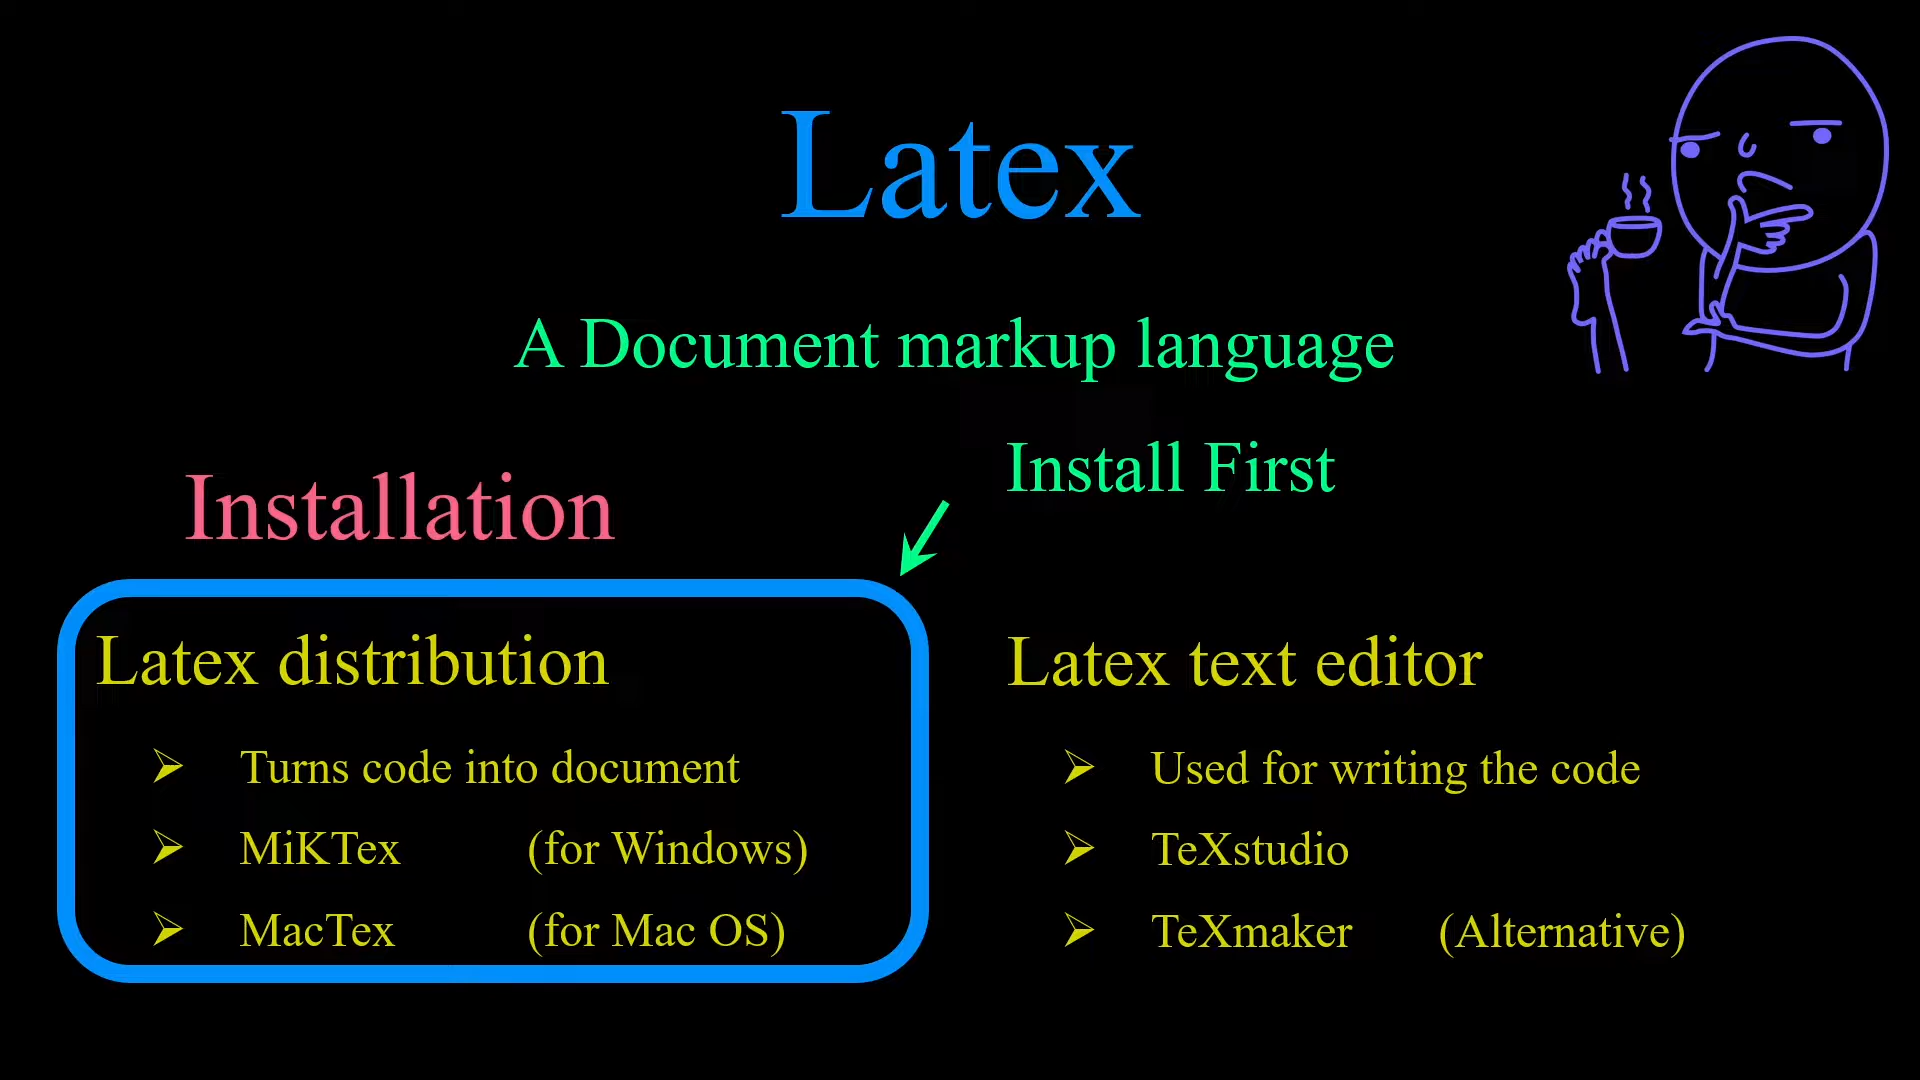 Latex
A Document markup language
Install First
Installation
Latex distribution
Turns code into document
MiKTex (for Windows)
MacTex (for Mac OS)
Latex text editor
Used for writing the code
TeXstudio
TeXmaker (Alternative)